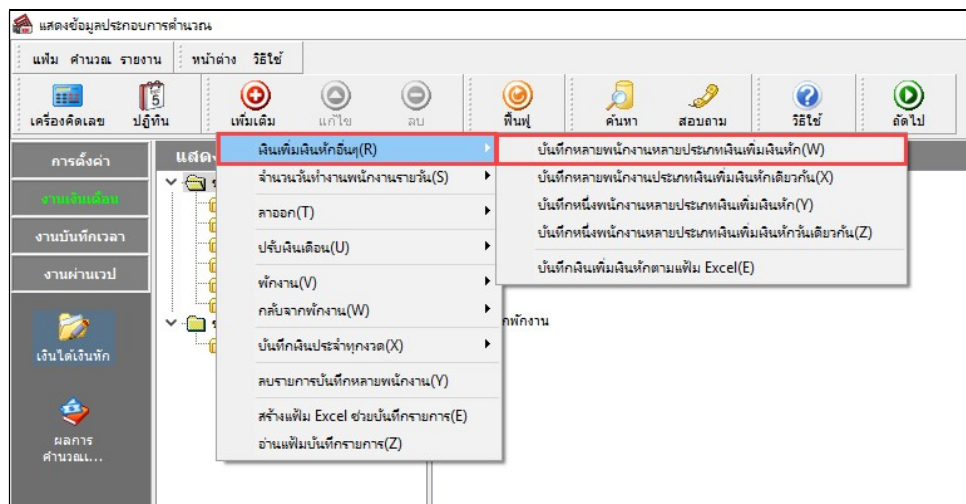 แสดงข้อมูลประกอบการคำนวณ
แฟ้ม คำนวณ รายงาน หน้าต่าง วิธีใช้
เครื่องคิดเลข ปฏิทิน เพิ่มเติม แก้ไข ลบ ฟื้นฟู ค้นหา สอบถาม วิธีใช้ ถัดไป
การตั้งค่า
งานเงินเดือน
งานบันทึกเวลา
งานผ่านเวป
เงินได้เงินหัก
ผลการ
คำนวณเ...
เงินเพิ่มเงินหักอื่นๆ(R)
จำนวนวันทำงานพนักงานรายวัน(S)
ลาออก(T)
ปรับเงินเดือน(U)
พักงาน(V)
กลับจากพักงาน(W)
บันทึกเงินประจำทุกงวด(X)
ลบรายการบันทึกหลายพนักงาน(Y)
สร้างแฟ้ม Excel ช่วยบันทึกรายการ(E)
อ่านแฟ้มบันทึกรายการ(Z)
บันทึกหลายพนักงานหลายประเภทเงินเพิ่มเงินหัก(W)
บันทึกหลายพนักงานประเภทเงินเพิ่มเงินหักเดียวกัน(X)
บันทึกหนึ่งพนักงานหลายประเภทเงินเพิ่มเงินหัก(Y)
บันทึกหนึ่งพนักงานหลายประเภทเงินเพิ่มเงินหักวันเดียวกัน(Z)
บันทึกเงินเพิ่มเงินหักตามแฟ้ม Excel(E)
กพักงาน